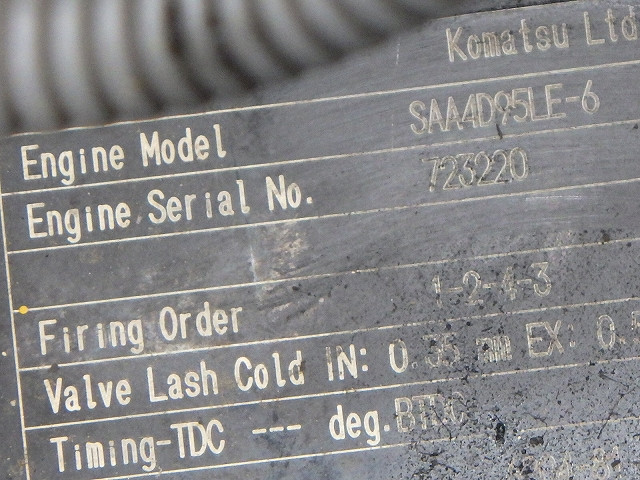 Komatsu Ltd
Engine Model SAA4D95LE-6
Engine Serial No. 723220
Firing Order 1-2-4-3
Valve Lash Cold IN: 0.35 mm EX: 0.
Timing-TDC --- deg.BTDC